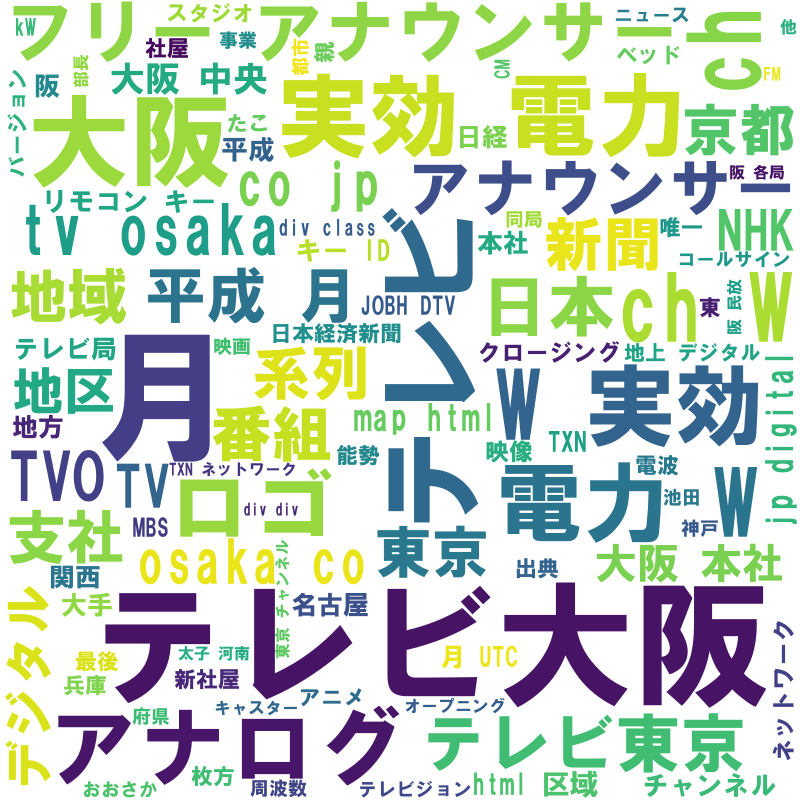 kW
スタジオ
フリー アナウンサー
ch
ニュース
他
社屋
事業
都市
親
ベッド
CM
FM
バージョン
阪
部長
大阪 中央
実効 電力
大阪
たこ
平成
日経
京都
阪 各局
リモコン キー
co jp
アナウンサー
tv osaka
div class
キー ID
テレビ
同局
本社
新聞
唯一
NHK
コールサイン
地域
平成 月
JOBH DTV
日本
ch
東
阪 民放
W
日本経済新聞
テレビ局
映画
月
クロージング
地上 デジタル
地区
系列
W
実効
jp digital
地方
番組
map html
能勢
映像
TXN
TVO
TV
TXN ネットワーク
電波
電力
池田
W
ロゴ
div div
MBS
神戸
支社
東京
関西
osaka co
東京 チャンネル
出典
大阪 本社
デジタル
大手
名古屋
テレビ大阪
最後
太子 河南
月 UTC
ネットワーク
兵庫
新社屋
アニメ
キャスター
オープニング
府県
アナログ
テレビ東京
おおさか
枚方
周波数
テレビジョン
html
区域
チャンネル